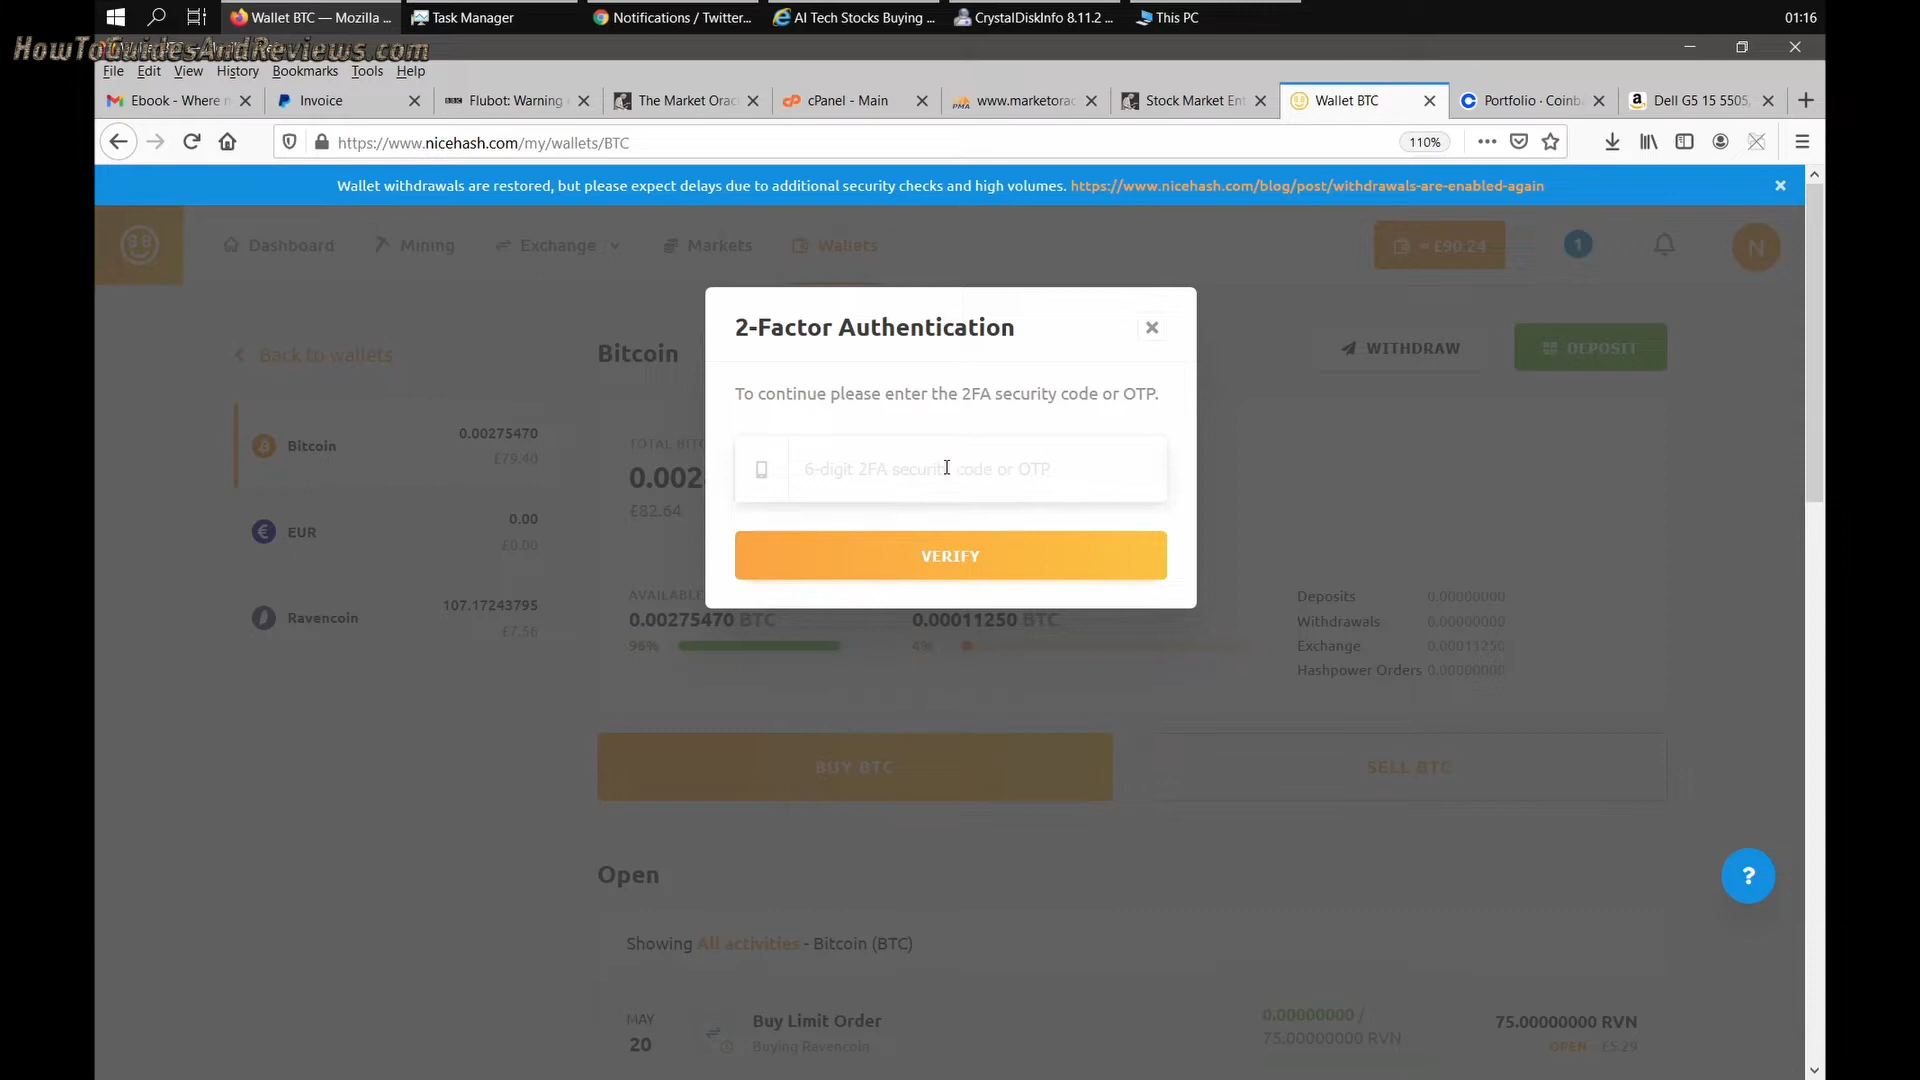 Wallet BTC — Mozilla ...
Task Manager
Notifications / Twitter...
AI Tech Stocks Buying ...
CrystalDiskInfo 8.11.2 ...
This PC
01:16
HowToGuidesAndReviews.com
File Edit View History Bookmarks Tools Help
Ebook - Where n
Invoice
Flubot: Warning
The Market Orac
cPanel - Main
www.marketorac
Stock Market Ent
Wallet BTC
Portfolio · Coinb
Dell G5 15 5505,
https://www.nicehash.com/my/wallets/BTC
110%
Wallet withdrawals are restored, but please expect delays due to additional security checks and high volumes. https://www.nicehash.com/blog/post/withdrawals-are-enabled-again
Dashboard
Mining
Exchange
Markets
Wallets
= £90.24
1
N
Back to wallets
Bitcoin
WITHDRAW
DEPOSIT
2-Factor Authentication
To continue please enter the 2FA security code or OTP.
6-digit 2FA security code or OTP
VERIFY
Bitcoin
0.00275470
£79.40
EUR
0.00
£0.00
Ravencoin
107.17243795
£7.56
TOTAL BITC
0.002
£82.64
AVAILABLE
0.00275470 BTC
96%
0.00011250 BTC
4%
Deposits 0.00000000
Withdrawals 0.00000000
Exchange 0.00011250
Hashpower Orders 0.00000000
BUY BTC
SELL BTC
?
Open
Showing All activities - Bitcoin (BTC)
MAY
20
Buy Limit Order
Buying Ravencoin
0.00000000 /
75.00000000 RVN
75.00000000 RVN
OPEN £5.29